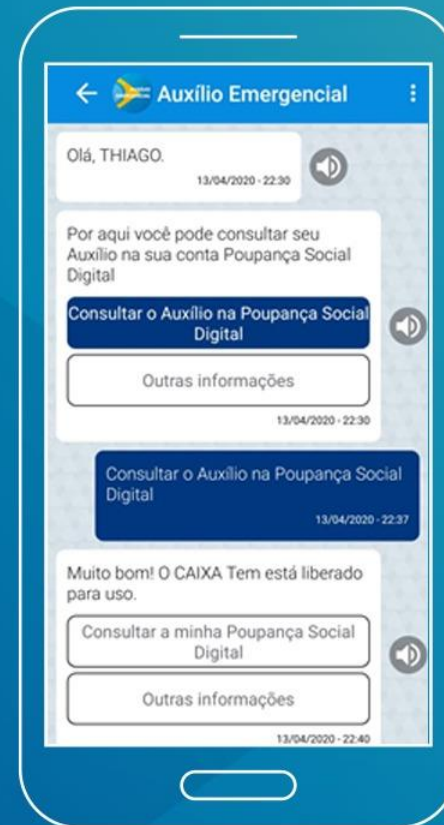 Auxílio Emergencial
Olá, THIAGO.
13/04/2020 - 22:30
Por aqui você pode consultar seu
Auxílio na sua conta Poupança Social
Digital
Consultar o Auxílio na Poupança Social
Digital
Outras informações
13/04/2020 - 22:30
Consultar o Auxílio na Poupança Social
Digital
13/04/2020 - 22:37
Muito bom! O CAIXA Tem está liberado
para uso.
Consultar a minha Poupança Social
Digital
Outras informações
13/04/2020 - 22:40